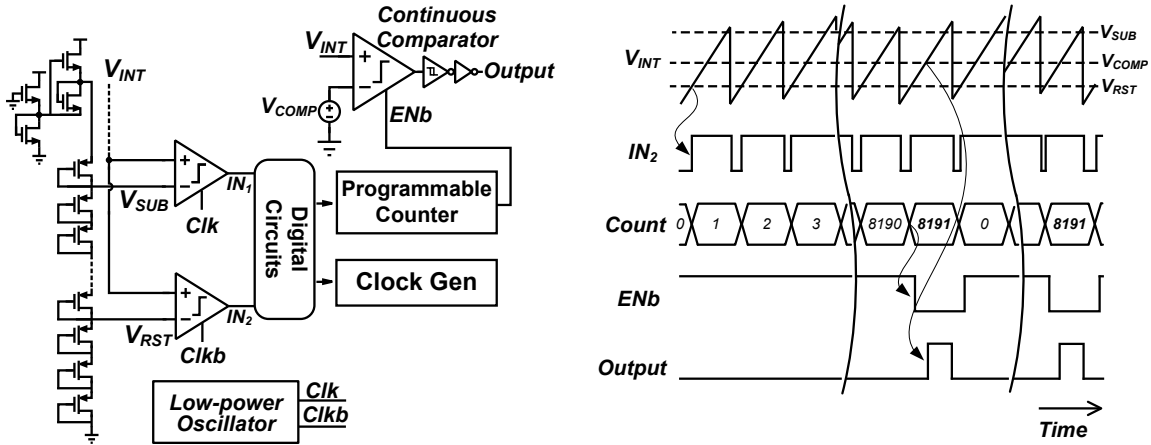 Continuous
Comparator
V_INT
Output
V_COMP
ENb
V_INT
+
−
IN_1
V_SUB
Clk
+
−
IN_2
V_RST
Clkb
Digital
Circuits
Programmable
Counter
Clock Gen
Low-power
Oscillator
Clk
Clkb
+
−
V_INT
V_SUB
V_COMP
V_RST
IN_2
Count
0 1 2 3 8190 8191 0 8191
ENb
Output
Time